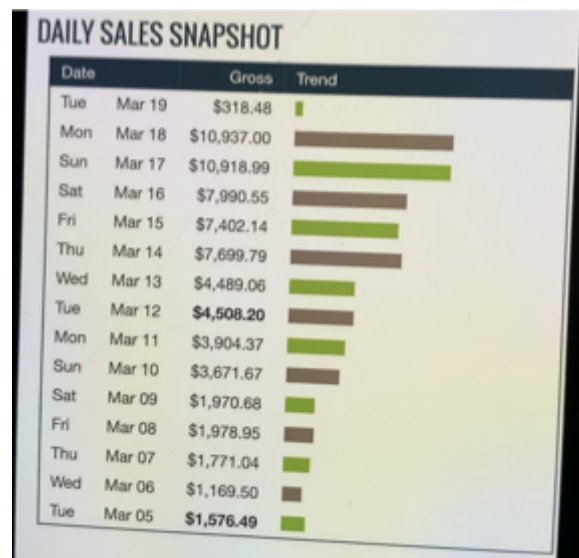 DAILY SALES SNAPSHOT
Date Gross Trend
Tue Mar 19 $318.48
Mon Mar 18 $10,937.00
Sun Mar 17 $10,918.99
Sat Mar 16 $7,990.55
Fri Mar 15 $7,402.14
Thu Mar 14 $7,699.79
Wed Mar 13 $4,489.06
Tue Mar 12 $4,508.20
Mon Mar 11 $3,904.37
Sun Mar 10 $3,671.67
Sat Mar 09 $1,970.68
Fri Mar 08 $1,978.95
Thu Mar 07 $1,771.04
Wed Mar 06 $1,169.50
Tue Mar 05 $1,576.49